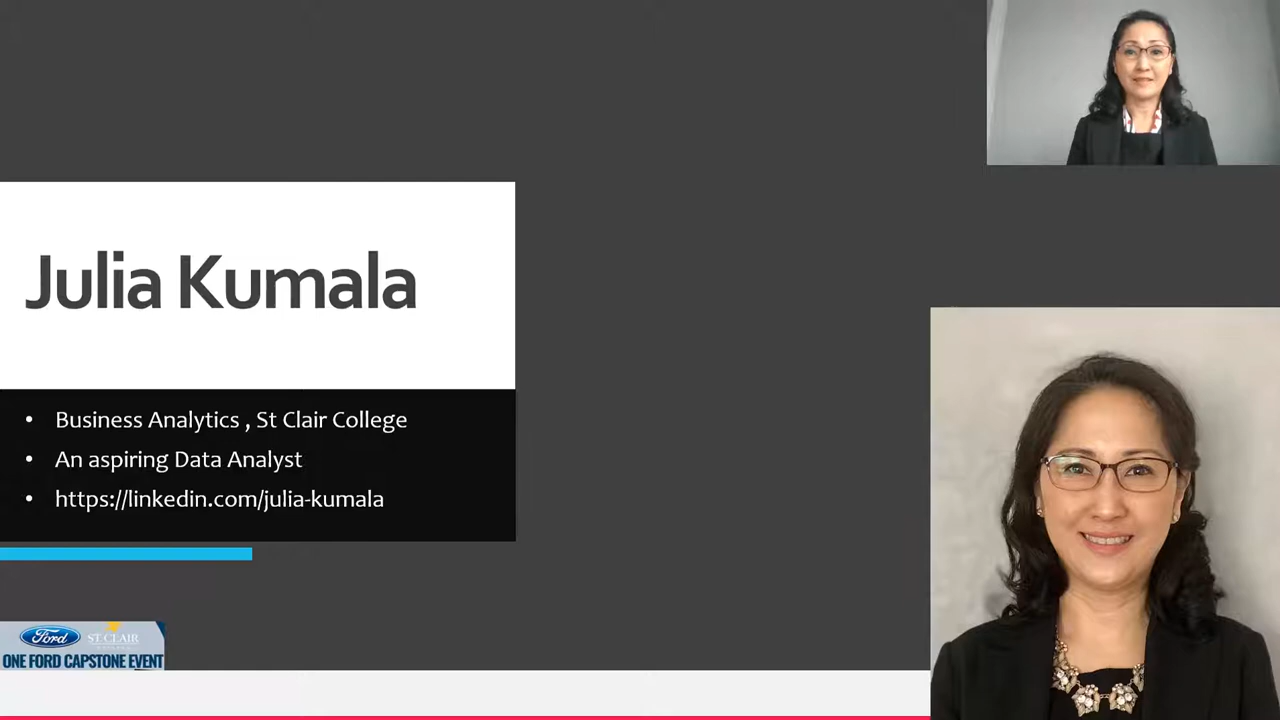 Julia Kumala
• Business Analytics , St Clair College
• An aspiring Data Analyst
• https://linkedin.com/julia-kumala
Ford
ST. CLAIR
ONE FORD CAPSTONE EVENT